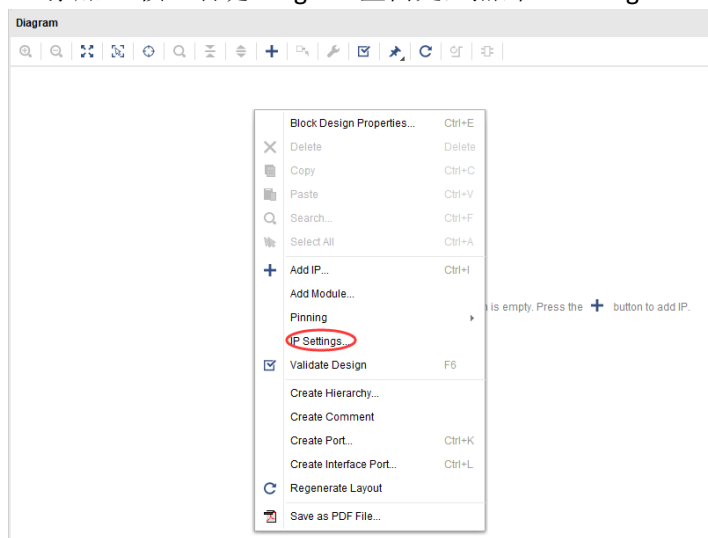 Diagram
Block Design Properties... Ctrl+E
Delete Delete
Copy Ctrl+C
Paste Ctrl+V
Search... Ctrl+F
Select All Ctrl+A
Add IP... Ctrl+I
Add Module...
is empty. Press the button to add IP.
Pinning
IP Settings...
Validate Design F6
Create Hierarchy...
Create Comment
Create Port... Ctrl+K
Create Interface Port... Ctrl+L
Regenerate Layout
Save as PDF File...